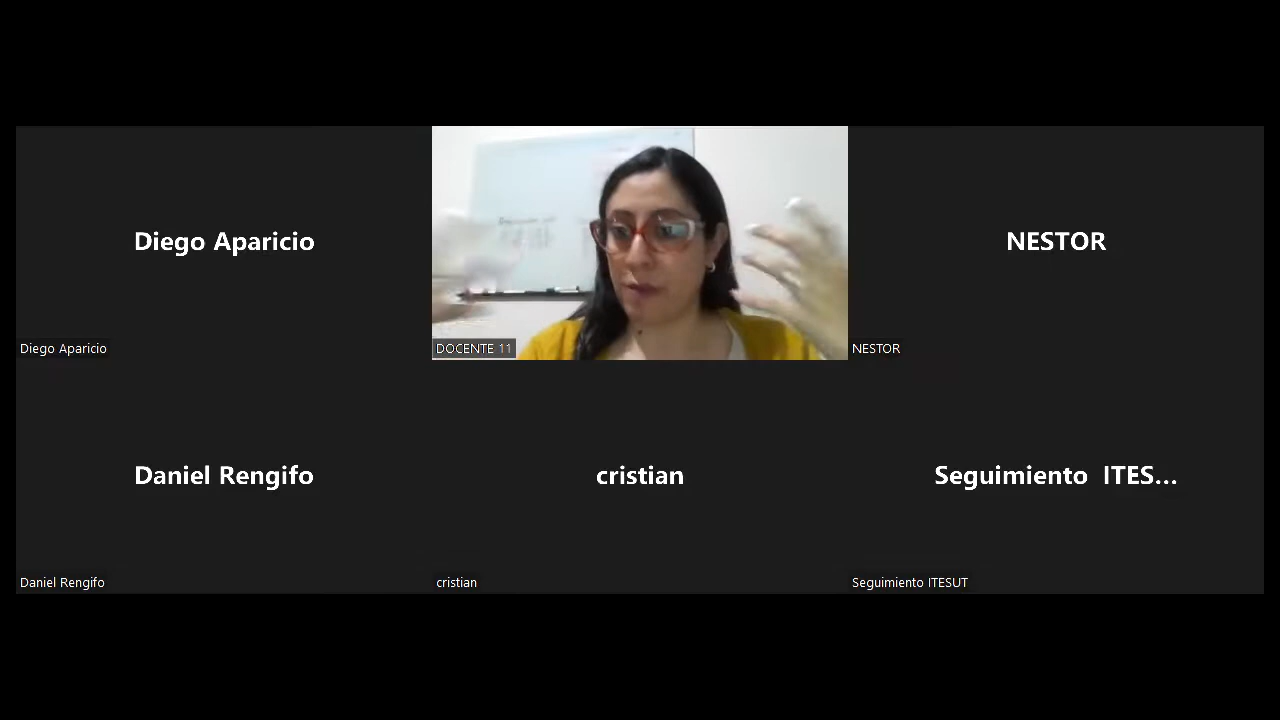 Diego Aparicio
Diego Aparicio
DOCENTE 11
NESTOR
NESTOR
Daniel Rengifo
Daniel Rengifo
cristian
cristian
Seguimiento ITES...
Seguimiento ITESUT